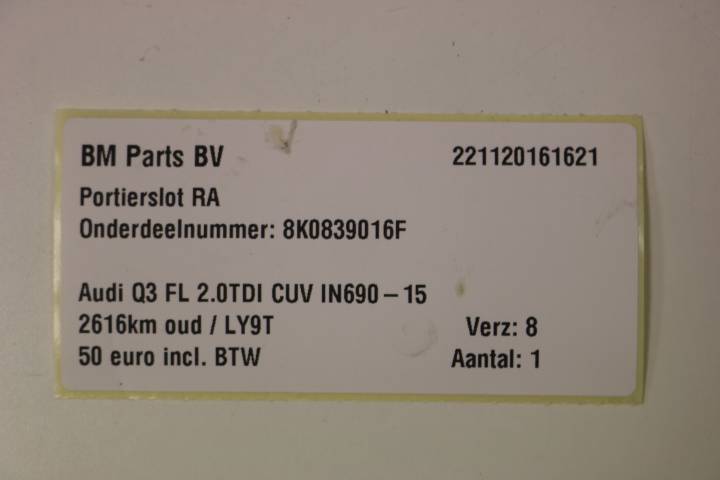 BM Parts BV 221120161621
Portierslot RA
Onderdeelnummer: 8K0839016F
Audi Q3 FL 2.0TDI CUV IN690-15
2616km oud / LY9T Verz: 8
50 euro incl. BTW Aantal: 1